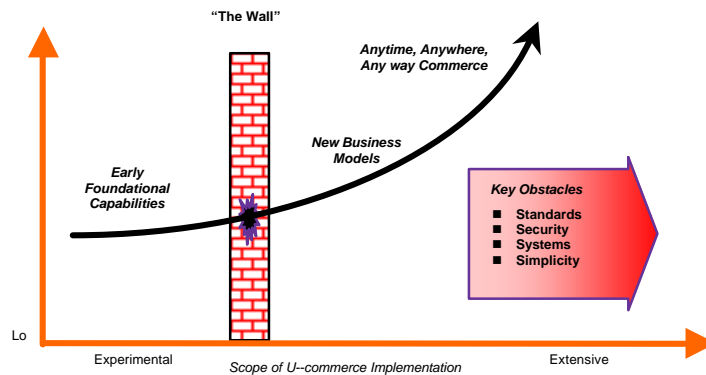 “The Wall”
Anytime, Anywhere,
Any way Commerce
New Business
Models
Early
Foundational
Capabilities
Key Obstacles
■ Standards
■ Security
■ Systems
■ Simplicity
Lo
Experimental
Scope of U--commerce Implementation
Extensive